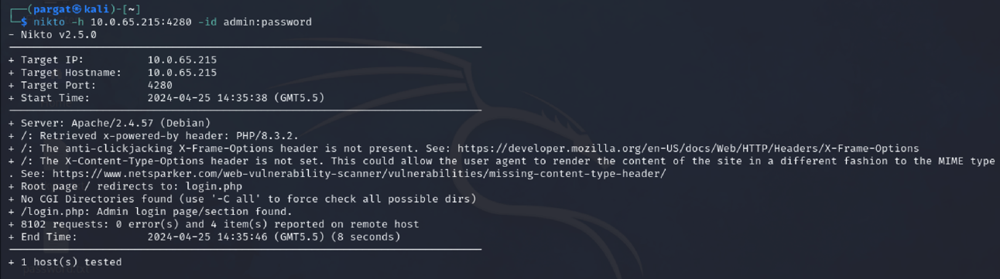 ┌──(pargat㉿kali)-[~]
└─$ nikto -h 10.0.65.215:4280 -id admin:password
- Nikto v2.5.0
+ Target IP: 10.0.65.215
+ Target Hostname: 10.0.65.215
+ Target Port: 4280
+ Start Time: 2024-04-25 14:35:38 (GMT5.5)
+ Server: Apache/2.4.57 (Debian)
+ /: Retrieved x-powered-by header: PHP/8.3.2.
+ /: The anti-clickjacking X-Frame-Options header is not present. See: https://developer.mozilla.org/en-US/docs/Web/HTTP/Headers/X-Frame-Options
+ /: The X-Content-Type-Options header is not set. This could allow the user agent to render the content of the site in a different fashion to the MIME type
. See: https://www.netsparker.com/web-vulnerability-scanner/vulnerabilities/missing-content-type-header/
+ Root page / redirects to: login.php
+ No CGI Directories found (use '-C all' to force check all possible dirs)
+ /login.php: Admin login page/section found.
+ 8102 requests: 0 error(s) and 4 item(s) reported on remote host
+ End Time: 2024-04-25 14:35:46 (GMT5.5) (8 seconds)
+ 1 host(s) tested